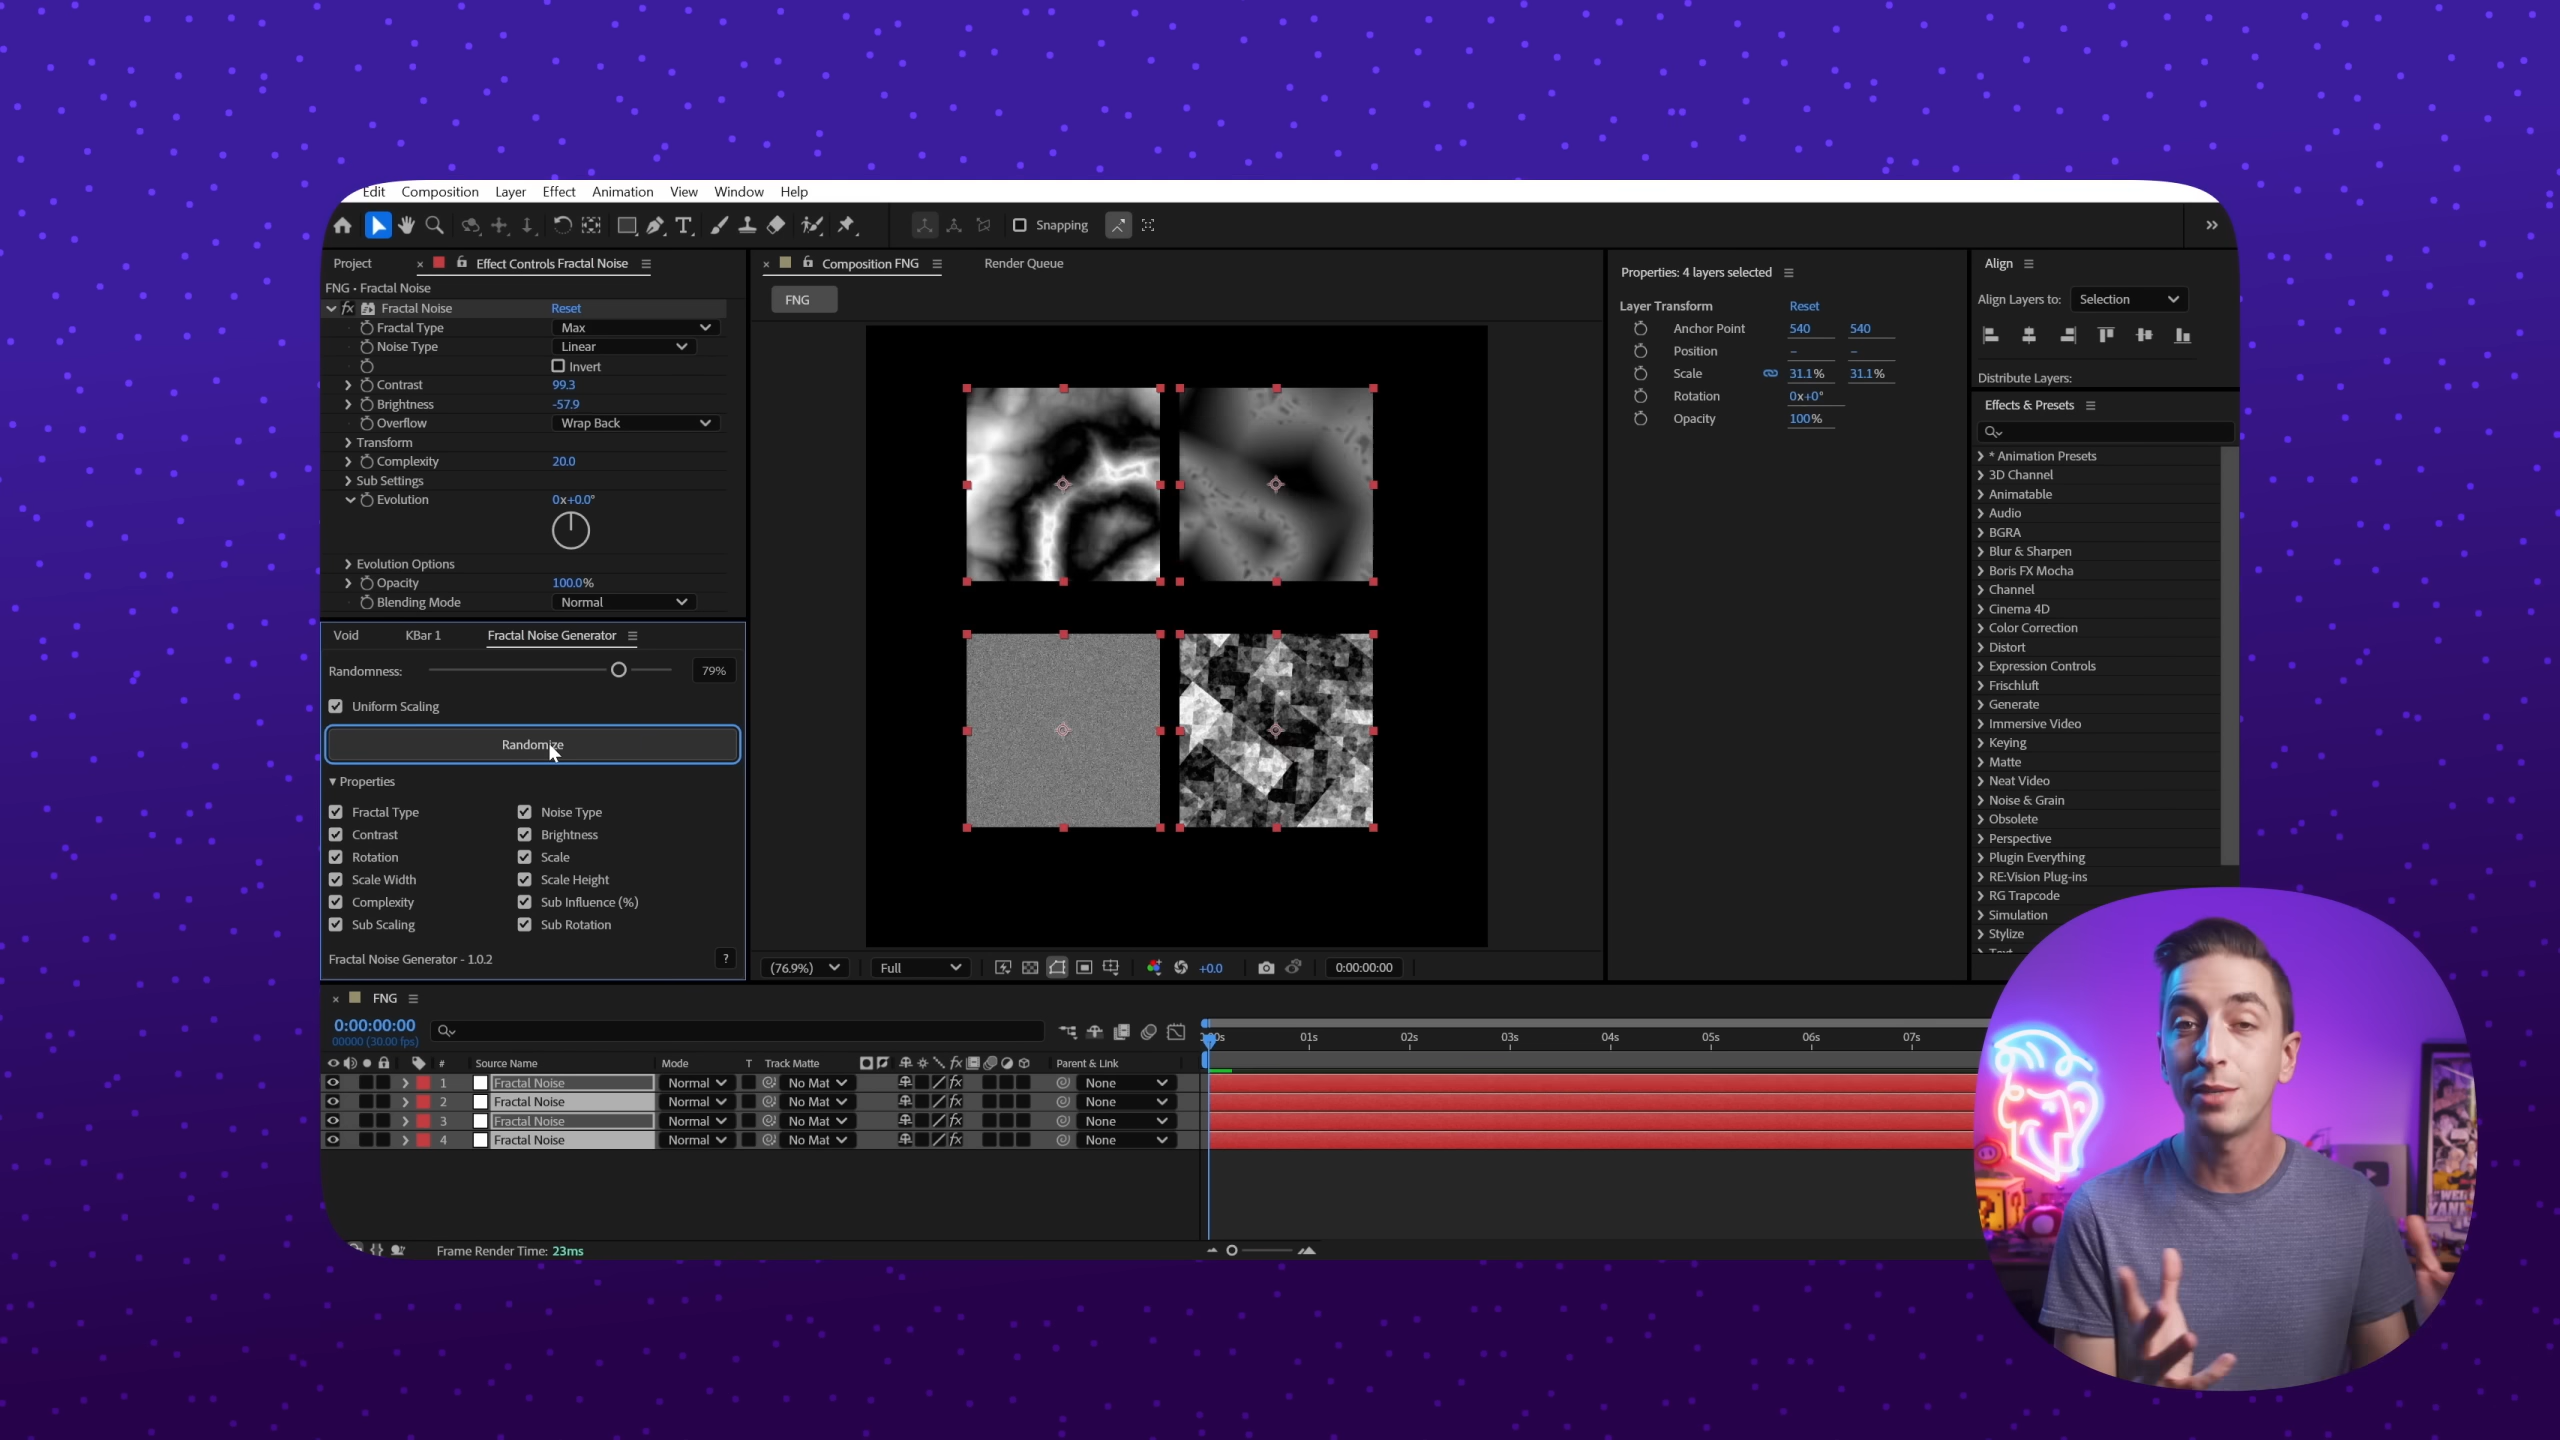 Edit Composition Layer Effect Animation View Window Help
Snapping
Project
Effect Controls Fractal Noise
FNG • Fractal Noise
Fractal Noise Reset
Fractal Type Max
Noise Type Linear
Invert
Contrast 99.3
Brightness -57.9
Overflow Wrap Back
Transform
Complexity 20.0
Sub Settings
Evolution 0x+0.0°
Evolution Options
Opacity 100.0%
Blending Mode Normal
Void KBar 1 Fractal Noise Generator
Randomness: 79%
Uniform Scaling
Randomize
Properties
Fractal Type Noise Type
Contrast Brightness
Rotation Scale
Scale Width Scale Height
Complexity Sub Influence (%)
Sub Scaling Sub Rotation
Fractal Noise Generator - 1.0.2 ?
Composition FNG Render Queue
FNG
(76.9%) Full +0.0 0:00:00:00
Properties: 4 layers selected
Layer Transform Reset
Anchor Point 540 540
Position – –
Scale 31.1% 31.1%
Rotation 0x+0°
Opacity 100%
Align
Align Layers to: Selection
Distribute Layers:
Effects & Presets
* Animation Presets
3D Channel
Animatable
Audio
BGRA
Blur & Sharpen
Boris FX Mocha
Channel
Cinema 4D
Color Correction
Distort
Expression Controls
Frischluft
Generate
Immersive Video
Keying
Matte
Neat Video
Noise & Grain
Obsolete
Perspective
Plugin Everything
RE:Vision Plug-ins
RG Trapcode
Simulation
Stylize
FNG
0:00:00:00
00000 (30.00 fps)
01s 02s 03s 04s 05s 06s 07s
# Source Name Mode T Track Matte Parent & Link
1 Fractal Noise Normal No Mat None
2 Fractal Noise Normal No Mat None
3 Fractal Noise Normal No Mat None
4 Fractal Noise Normal No Mat None
Frame Render Time: 23ms